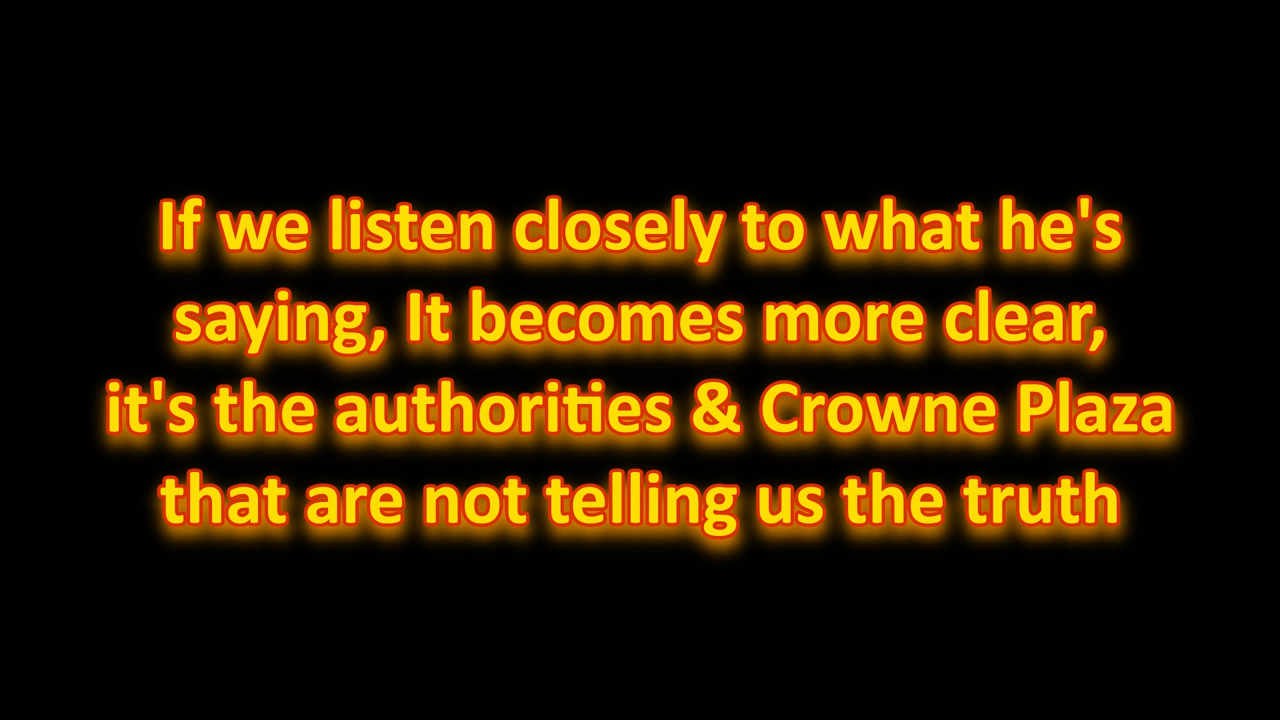 If we listen closely to what he's
saying, It becomes more clear,
it's the authorities & Crowne Plaza
that are not telling us the truth